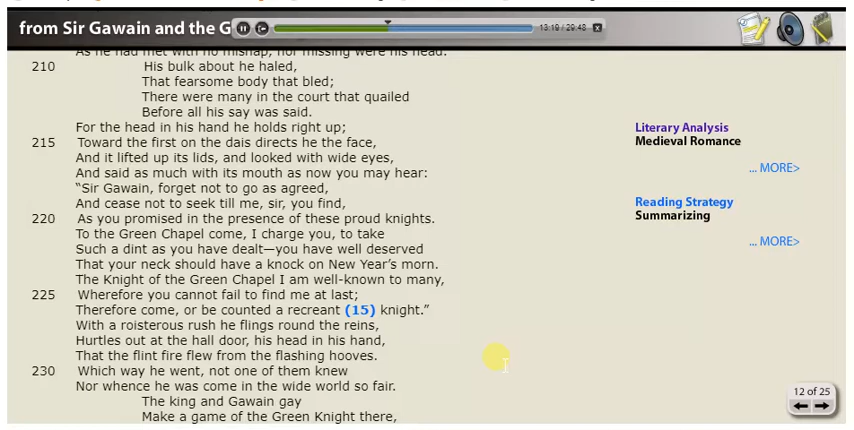 from Sir Gawain and the G
13:19 / 29:48
As he had met with no mishap, nor missing were his head.
210 His bulk about he haled,
That fearsome body that bled;
There were many in the court that quailed
Before all his say was said.
For the head in his hand he holds right up;
215 Toward the first on the dais directs he the face,
And it lifted up its lids, and looked with wide eyes,
And said as much with its mouth as now you may hear:
“Sir Gawain, forget not to go as agreed,
And cease not to seek till me, sir, you find,
220 As you promised in the presence of these proud knights.
To the Green Chapel come, I charge you, to take
Such a dint as you have dealt—you have well deserved
That your neck should have a knock on New Year’s morn.
The Knight of the Green Chapel I am well-known to many,
225 Wherefore you cannot fail to find me at last;
Therefore come, or be counted a recreant (15) knight.”
With a roisterous rush he flings round the reins,
Hurtles out at the hall door, his head in his hand,
That the flint fire flew from the flashing hooves.
230 Which way he went, not one of them knew
Nor whence he was come in the wide world so fair.
The king and Gawain gay
Make a game of the Green Knight there,
Literary Analysis
Medieval Romance
... MORE>
Reading Strategy
Summarizing
... MORE>
12 of 25